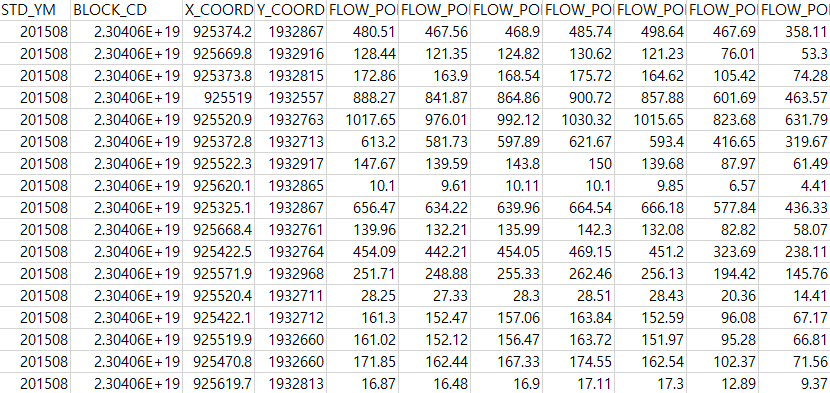 STD_YM BLOCK_CD X_COORD Y_COORD FLOW_PO FLOW_PO FLOW_PO FLOW_PO FLOW_PO FLOW_PO FLOW_PO
201508 2.30406E+19 925374.2 1932867 480.51 467.56 468.9 485.74 498.64 467.69 358.11
201508 2.30406E+19 925669.8 1932916 128.44 121.35 124.82 130.62 121.23 76.01 53.3
201508 2.30406E+19 925373.8 1932815 172.86 163.9 168.54 175.72 164.62 105.42 74.28
201508 2.30406E+19 925519 1932557 888.27 841.87 864.86 900.72 857.88 601.69 463.57
201508 2.30406E+19 925520.9 1932763 1017.65 976.01 992.12 1030.32 1015.65 823.68 631.79
201508 2.30406E+19 925372.8 1932713 613.2 581.73 597.89 621.67 593.4 416.65 319.67
201508 2.30406E+19 925522.3 1932917 147.67 139.59 143.8 150 139.68 87.97 61.49
201508 2.30406E+19 925620.1 1932865 10.1 9.61 10.11 10.1 9.85 6.57 4.41
201508 2.30406E+19 925325.1 1932867 656.47 634.22 639.96 664.54 666.18 577.84 436.33
201508 2.30406E+19 925668.4 1932761 139.96 132.21 135.99 142.3 132.08 82.82 58.07
201508 2.30406E+19 925422.5 1932764 454.09 442.21 454.05 469.15 451.2 323.69 238.11
201508 2.30406E+19 925571.9 1932968 251.71 248.88 255.33 262.46 256.13 194.42 145.76
201508 2.30406E+19 925520.4 1932711 28.25 27.33 28.3 28.51 28.43 20.36 14.41
201508 2.30406E+19 925422.1 1932712 161.3 152.47 157.06 163.84 152.59 96.08 67.17
201508 2.30406E+19 925519.9 1932660 161.02 152.12 156.47 163.72 151.97 95.28 66.81
201508 2.30406E+19 925470.8 1932660 171.85 162.44 167.33 174.55 162.54 102.37 71.56
201508 2.30406E+19 925619.7 1932813 16.87 16.48 16.9 17.11 17.3 12.89 9.37